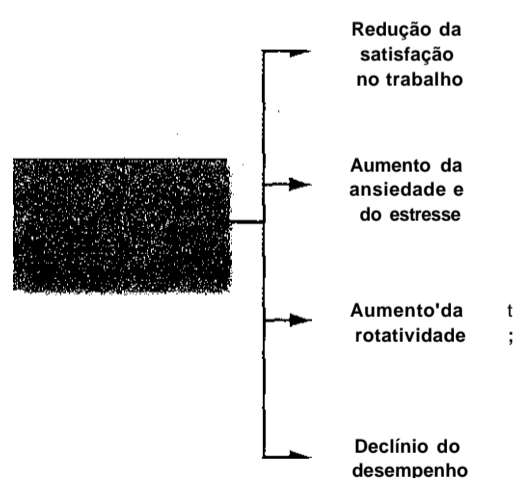 Redução da
satisfação
no trabalho
Aumento da
ansiedade e
do estresse
Aumento'da t
rotatividade ;
Declínio do
desempenho